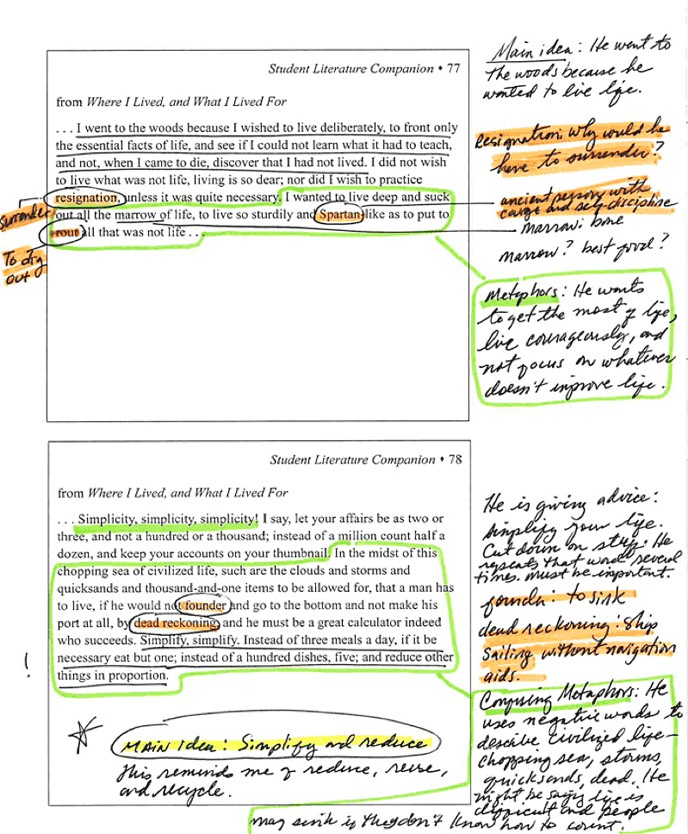 Student Literature Companion • 77
from Where I Lived, and What I Lived For
. . . I went to the woods because I wished to live deliberately, to front only
the essential facts of life, and see if I could not learn what it had to teach,
and not, when I came to die, discover that I had not lived. I did not wish
to live what was not life, living is so dear; nor did I wish to practice
resignation, unless it was quite necessary. I wanted to live deep and suck
out all the marrow of life, to live so sturdily and Spartan-like as to put to
rout all that was not life . . .
surrender
To dig
out
Main idea: He went to
the woods because he
wanted to live life.
Resignation: why would he
have to surrender?
ancient person with
courage and self-discipline
marrow: bone
marrow? best food?
Metaphors: He wants
to get the most of life,
live courageously, and
not focus on whatever
doesn't improve life.
Student Literature Companion • 78
from Where I Lived, and What I Lived For
. . . Simplicity, simplicity, simplicity! I say, let your affairs be as two or
three, and not a hundred or a thousand; instead of a million count half a
dozen, and keep your accounts on your thumbnail. In the midst of this
chopping sea of civilized life, such are the clouds and storms and
quicksands and thousand-and-one items to be allowed for, that a man has
to live, if he would not founder and go to the bottom and not make his
port at all, by dead reckoning, and he must be a great calculator indeed
who succeeds. Simplify, simplify. Instead of three meals a day, if it be
necessary eat but one; instead of a hundred dishes, five; and reduce other
things in proportion.
!
Main Idea: Simplify and reduce
This reminds me of reduce, reuse,
and recycle.
He is giving advice:
Simplify your life.
Cut down on stuff. He
repeats that word several
times. must be important.
founder: to sink
dead reckoning: Ship
sailing without navigation
aids.
Confusing Metaphors: He
uses negative words to
describe civilized life—
chopping sea, storms,
quicksands, dead. He
might be saying live is
difficult and people
may sink if they don't know how to count.